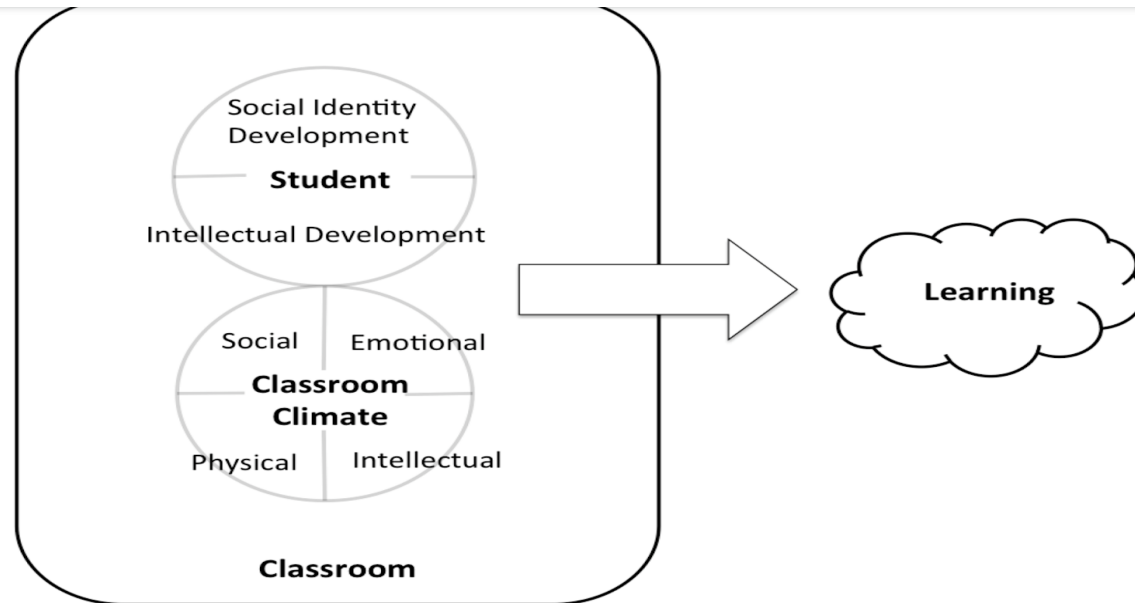 Social Identity
Development
Student
Intellectual Development
Social
Emotional
Classroom
Climate
Physical
Intellectual
Classroom
Learning